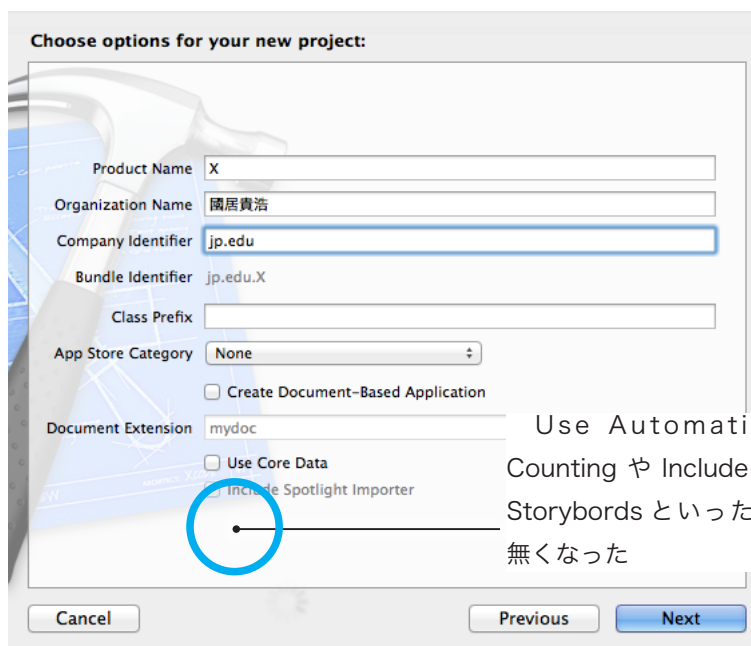 Choose options for your new project:
Product Name X
Organization Name 國居貴浩
Company Identifier jp.edu
Bundle Identifier jp.edu.X
Class Prefix
App Store Category None
Create Document-Based Application
Document Extension mydoc
Use Core Data
Include Spotlight Importer
Use Automati
Counting や Include
Storybords といった
無くなった
Cancel Previous Next